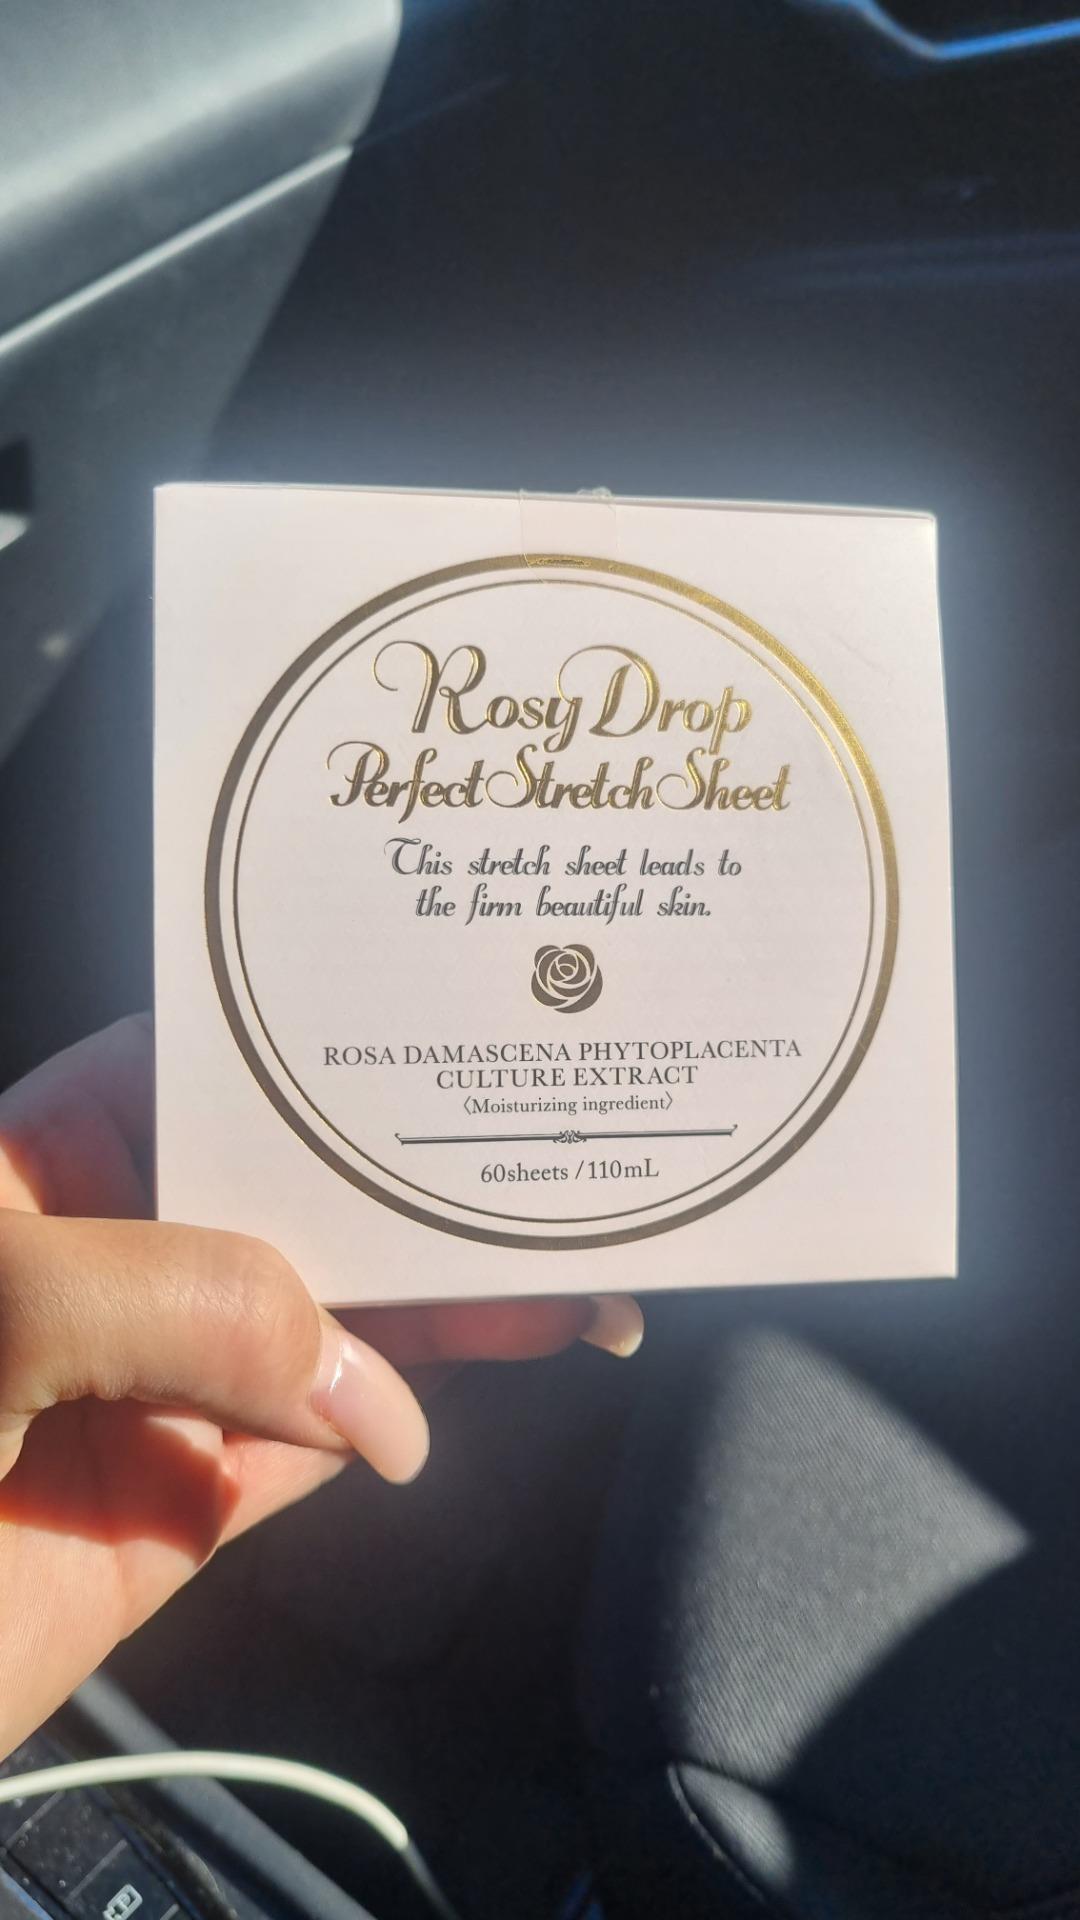 Rosy Drop
Perfect Stretch Sheet
This stretch sheet leads to
the firm beautiful skin.
ROSA DAMASCENA PHYTOPLACENTA
CULTURE EXTRACT
〈Moisturizing ingredient〉
60sheets / 110mL